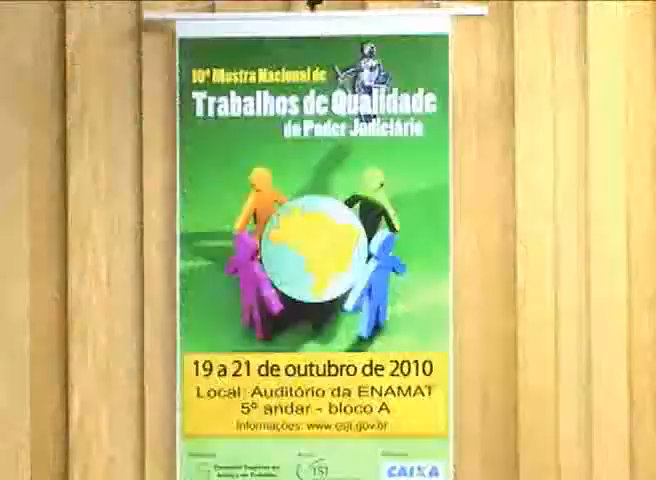 10ª Mostra Nacional de
Trabalhos de Qualidade
do Poder Judiciário
19 a 21 de outubro de 2010
Local: Auditório da ENAMAT
5º andar - bloco A
Informações: www.csjt.gov.br
CAIXA